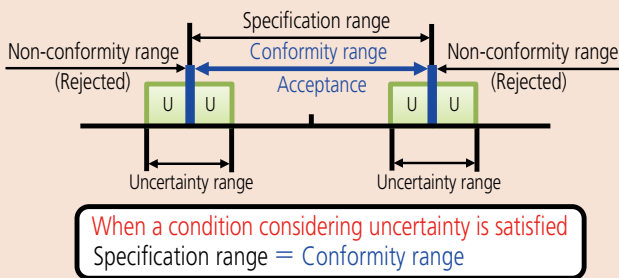 Specification range
Non-conformity range
(Rejected)
Conformity range
Acceptance
Non-conformity range
(Rejected)
U U
U U
Uncertainty range
Uncertainty range
When a condition considering uncertainty is satisfied
Specification range = Conformity range